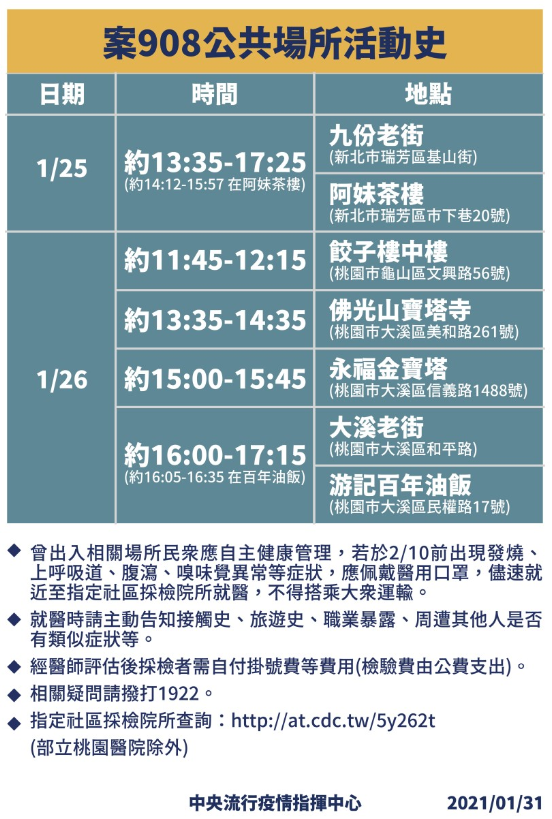 案908公共場所活動史
日期 時間 地點
1/25
約13:35-17:25
(約14:12-15:57 在阿妹茶樓)
九份老街
(新北市瑞芳區基山街)
阿妹茶樓
(新北市瑞芳區市下巷20號)
1/26
約11:45-12:15
餃子樓中樓
(桃園市龜山區文興路56號)
約13:35-14:35
佛光山寶塔寺
(桃園市大溪區美和路261號)
約15:00-15:45
永福金寶塔
(桃園市大溪區信義路1488號)
約16:00-17:15
(約16:05-16:35 在百年油飯)
大溪老街
(桃園市大溪區和平路)
游記百年油飯
(桃園市大溪區民權路17號)
◆ 曾出入相關場所民眾應自主健康管理，若於2/10前出現發燒、
上呼吸道、腹瀉、嗅味覺異常等症狀，應佩戴醫用口罩，儘速就
近至指定社區採檢院所就醫，不得搭乘大眾運輸。
◆ 就醫時請主動告知接觸史、旅遊史、職業暴露、周遭其他人是否
有類似症狀等。
◆ 經醫師評估後採檢者需自付掛號費等費用(檢驗費由公費支出)。
◆ 相關疑問請撥打1922。
◆ 指定社區採檢院所查詢：http://at.cdc.tw/5y262t
(部立桃園醫院除外)
中央流行疫情指揮中心 2021/01/31